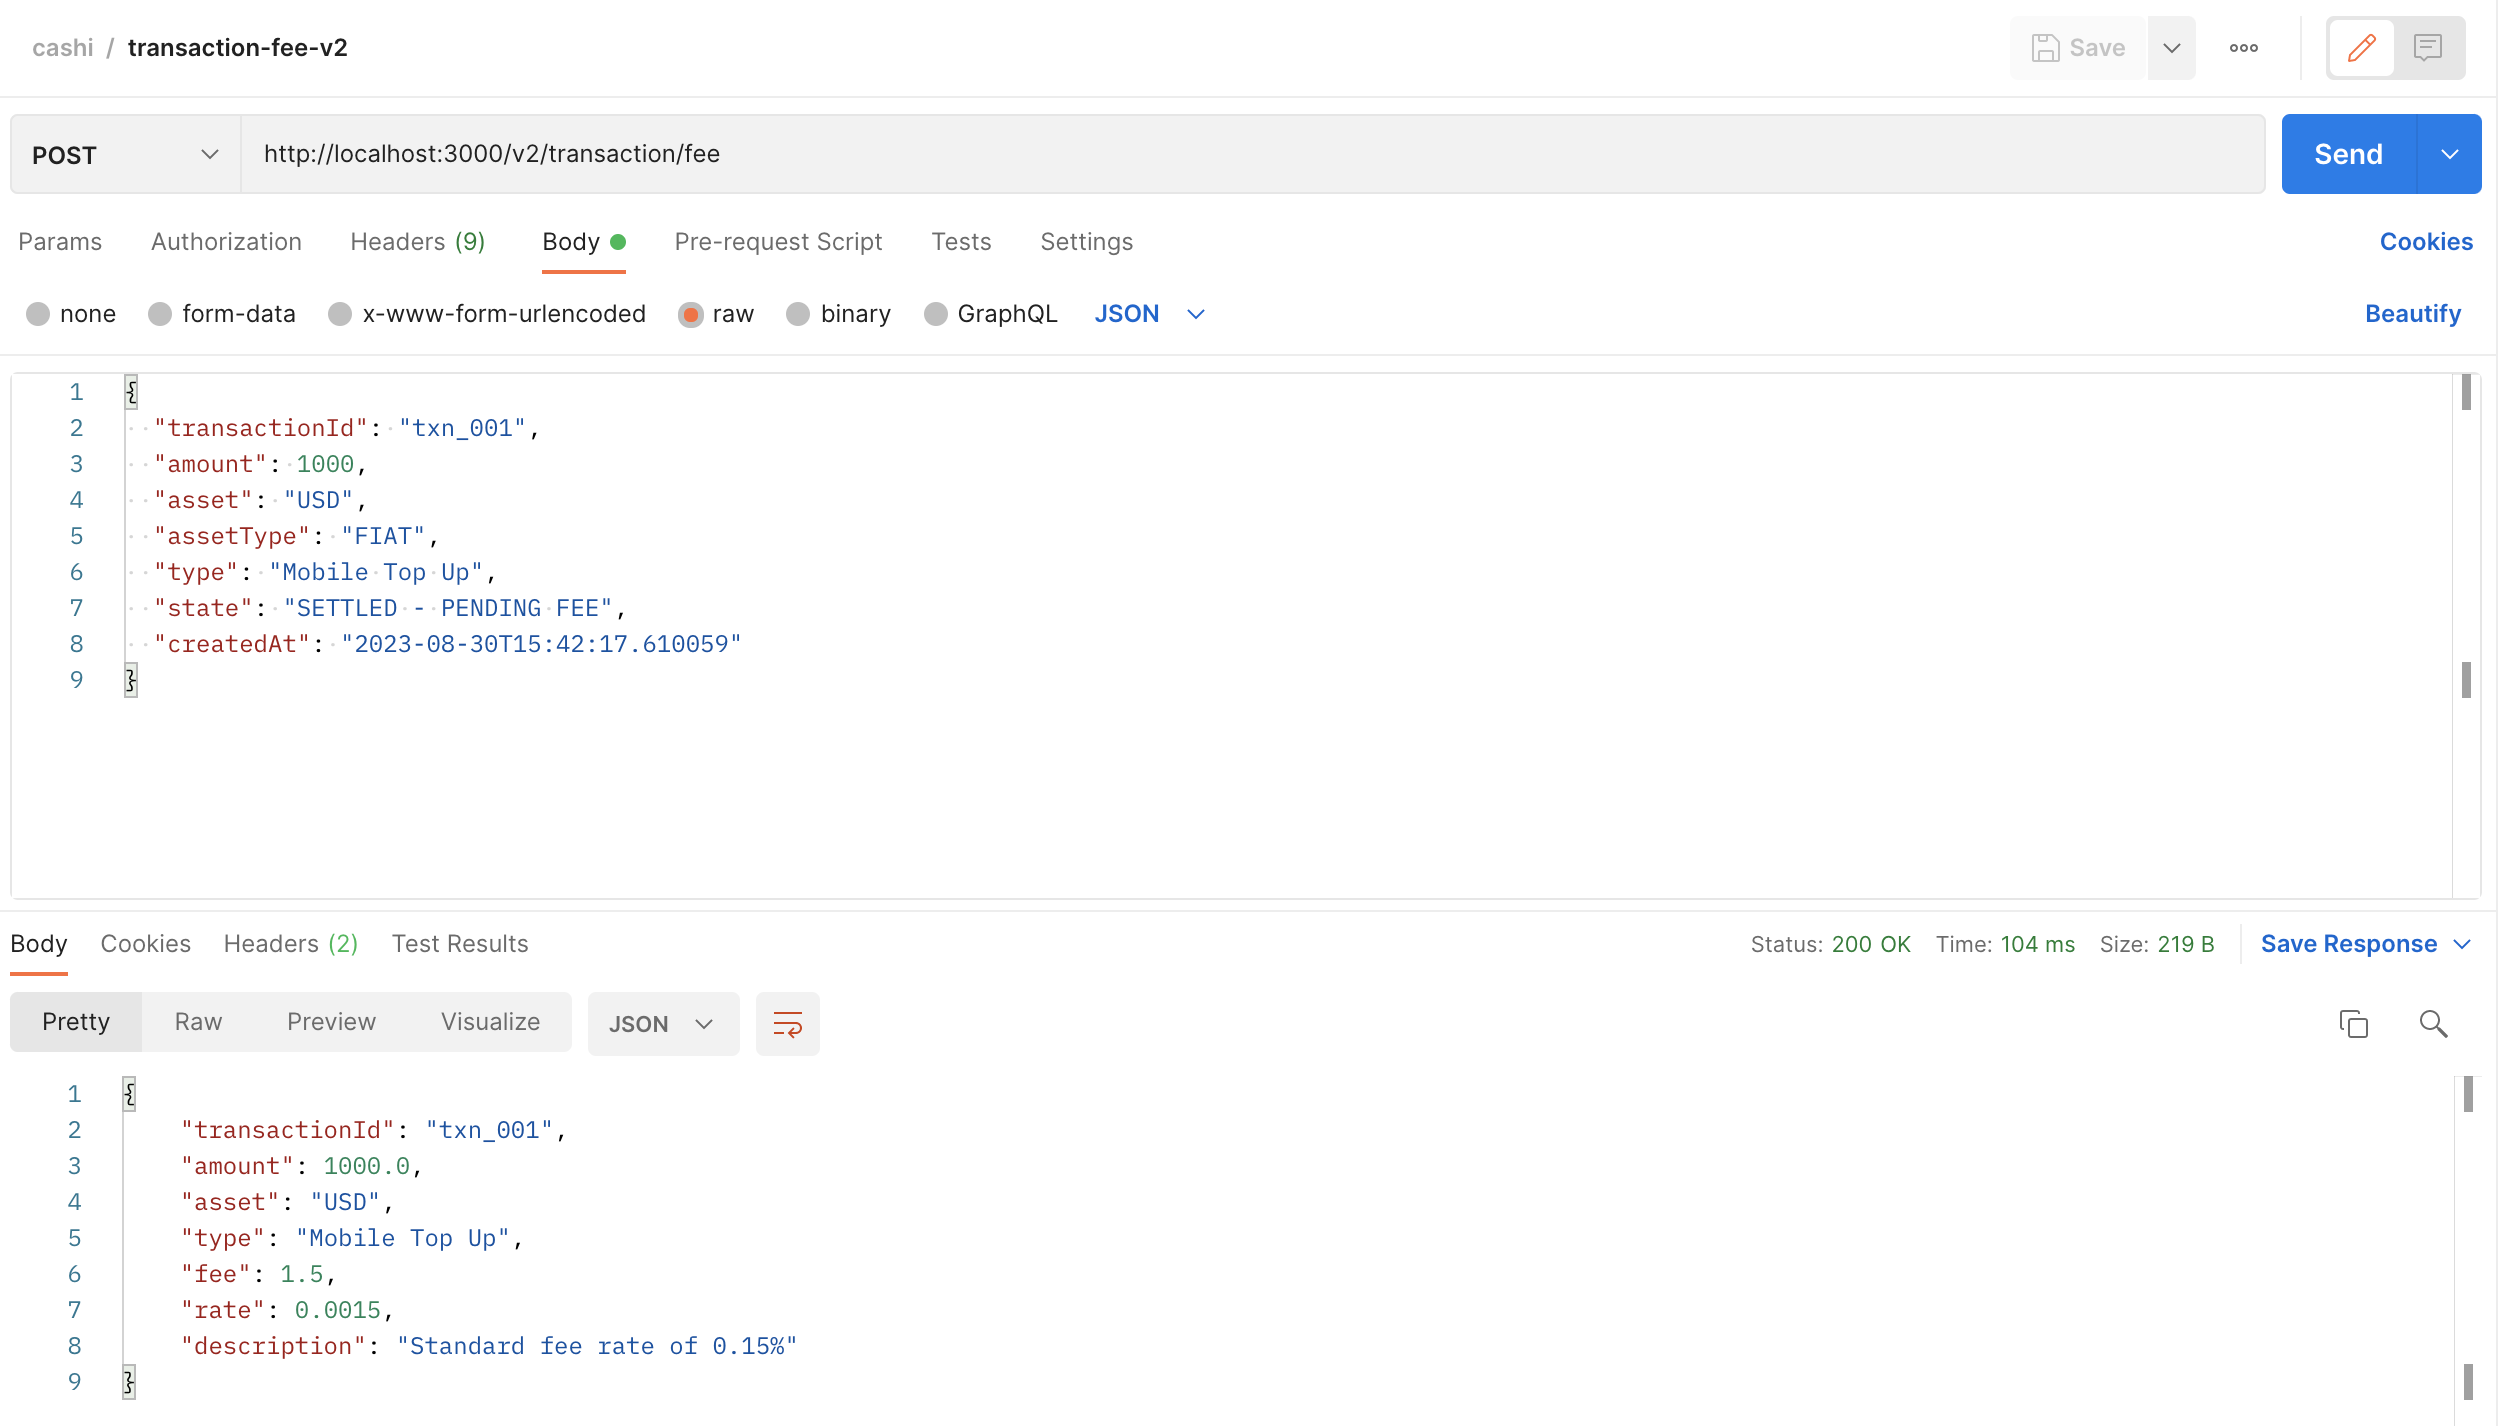 cashi / transaction-fee-v2 Save
POST http://localhost:3000/v2/transaction/fee Send
Params Authorization Headers (9) Body Pre-request Script Tests Settings Cookies
none form-data x-www-form-urlencoded raw binary GraphQL JSON Beautify
1 {
2 "transactionId": "txn_001",
3 "amount": 1000,
4 "asset": "USD",
5 "assetType": "FIAT",
6 "type": "Mobile Top Up",
7 "state": "SETTLED - PENDING FEE",
8 "createdAt": "2023-08-30T15:42:17.610059"
9 }
Body Cookies Headers (2) Test Results Status: 200 OK Time: 104 ms Size: 219 B Save Response
Pretty Raw Preview Visualize JSON
1 {
2 "transactionId": "txn_001",
3 "amount": 1000.0,
4 "asset": "USD",
5 "type": "Mobile Top Up",
6 "fee": 1.5,
7 "rate": 0.0015,
8 "description": "Standard fee rate of 0.15%"
9 }